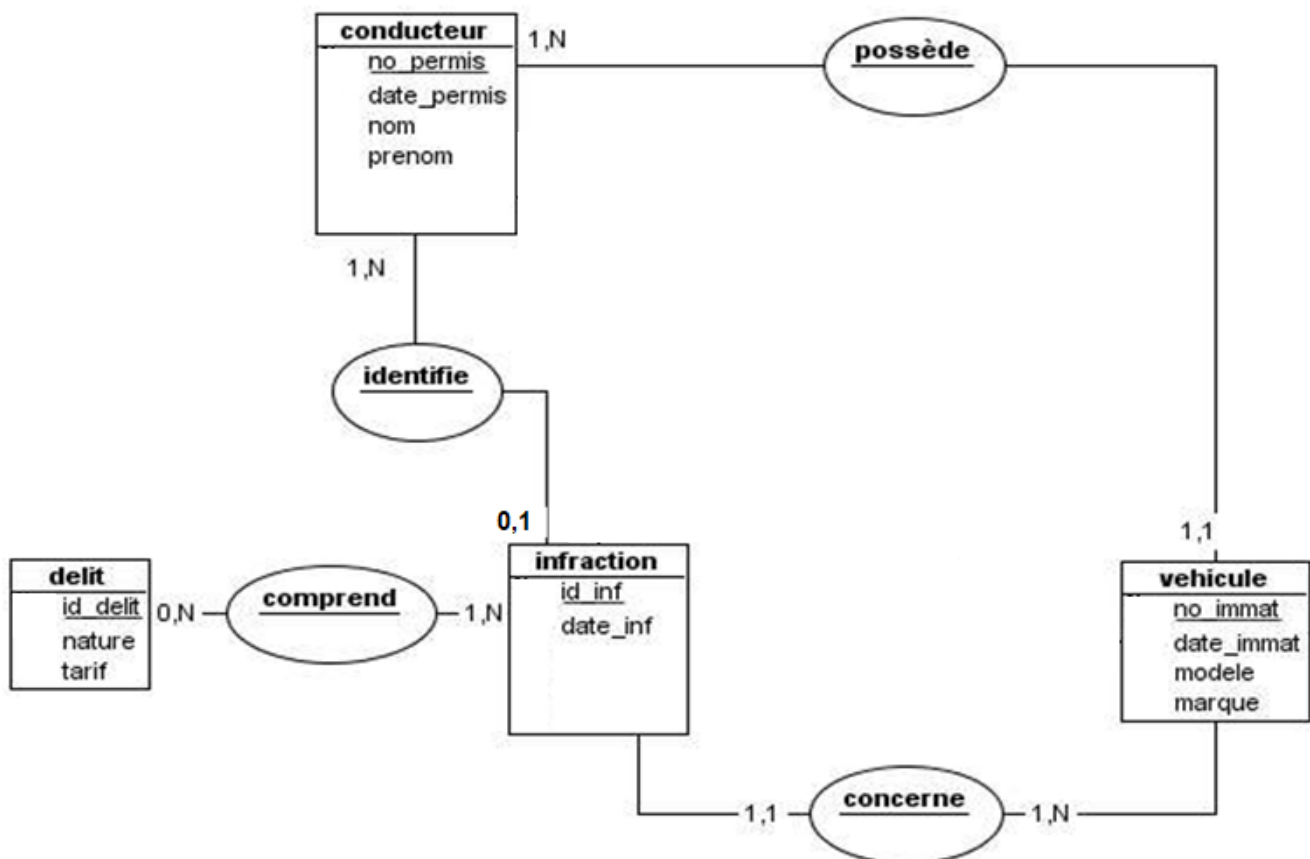 conducteur
no_permis
date_permis
nom
prenom
1,N
possède
1,N
identifie
0,1
delit
id_delit
nature
tarif
0,N
comprend
1,N
infraction
id_inf
date_inf
1,1
vehicule
no_immat
date_immat
modele
marque
1,1
concerne
1,N